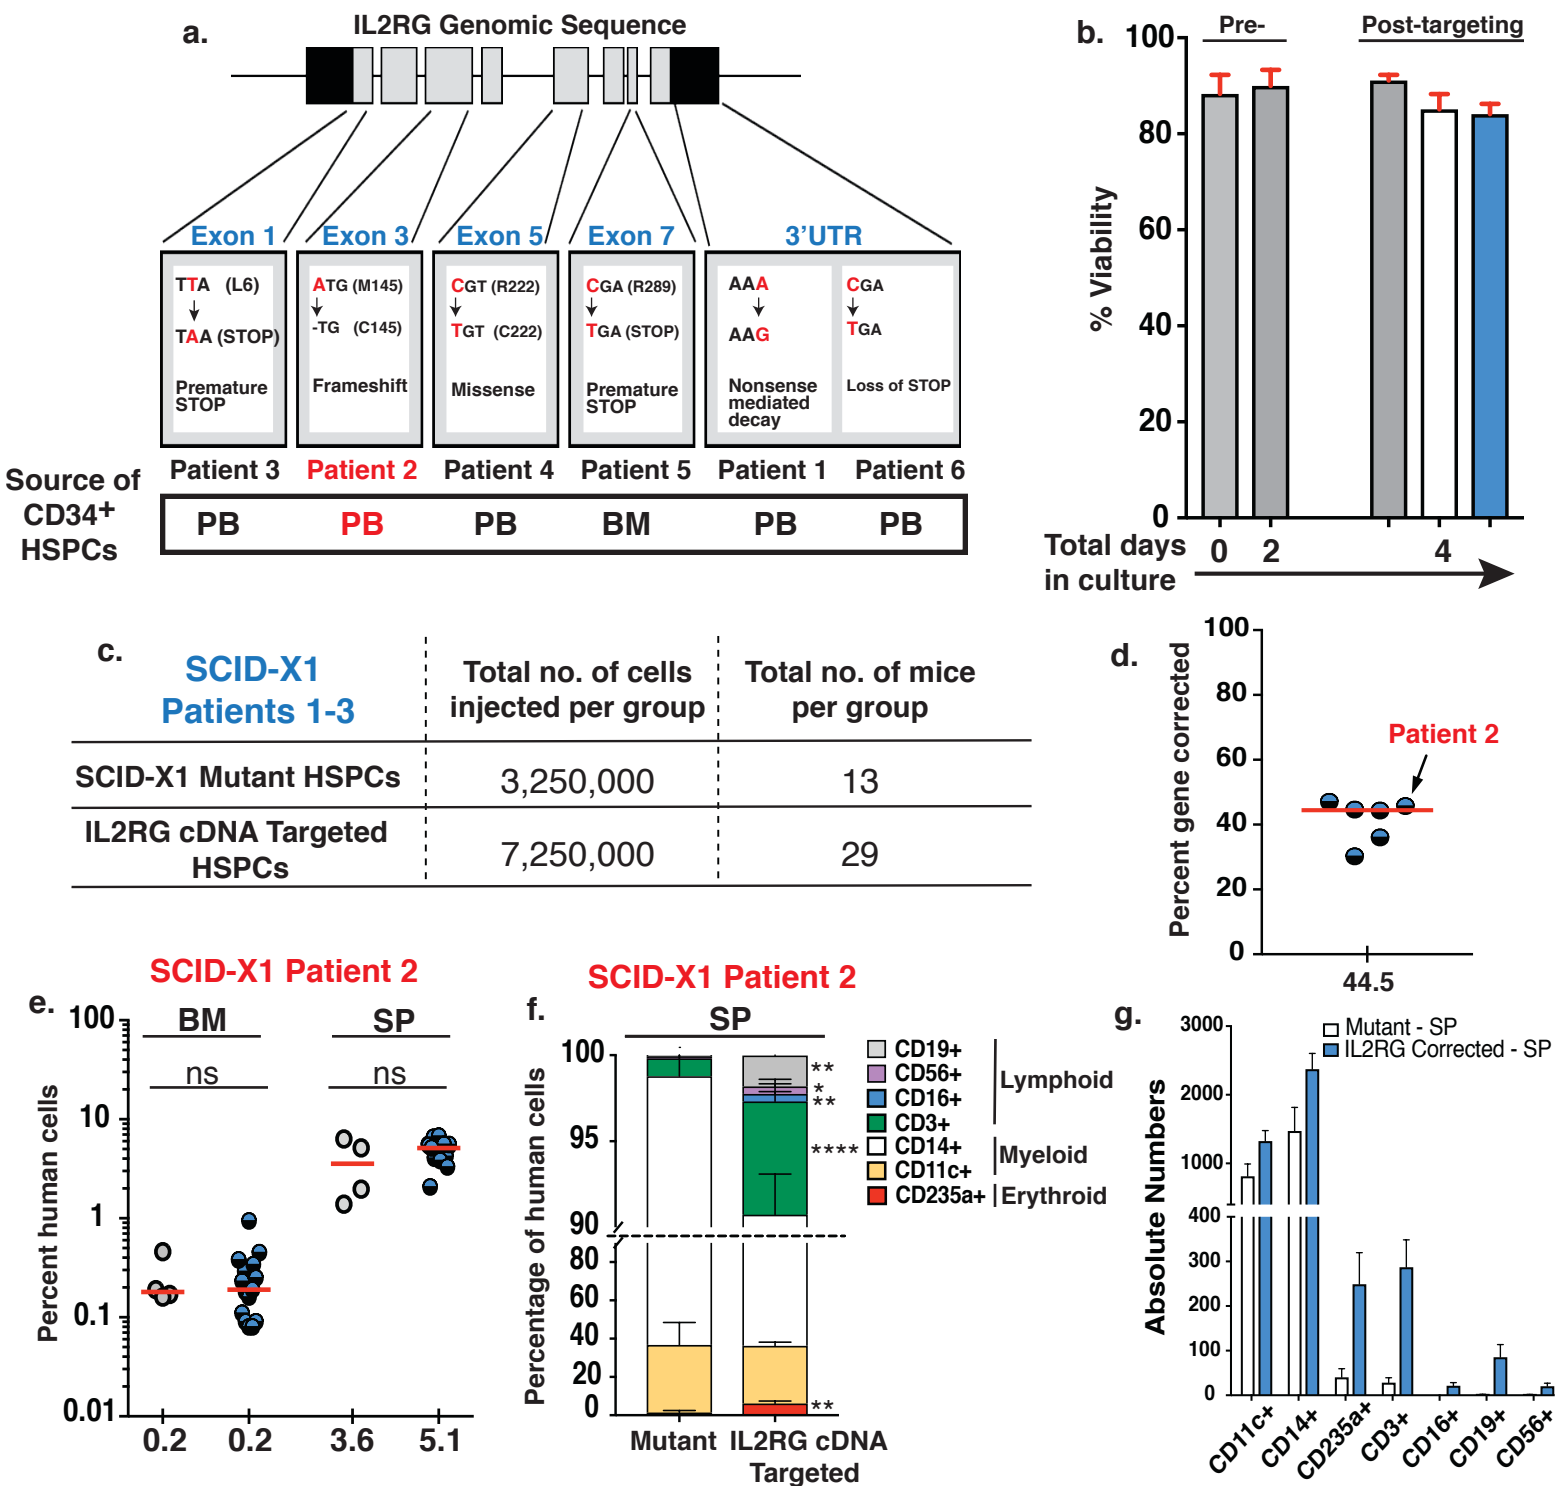 a.
IL2RG Genomic Sequence
Exon 1
Exon 3
Exon 5
Exon 7
3'UTR
TTA (L6)
TAA (STOP)
Premature
STOP
ATG (M145)
-TG (C145)
Frameshift
CGT (R222)
TGT (C222)
Missense
CGA (R289)
TGA (STOP)
Premature
STOP
AAA
AAG
Nonsense
mediated
decay
CGA
TGA
Loss of STOP
Patient 3
Patient 2
Patient 4
Patient 5
Patient 1
Patient 6
Source of
CD34+
HSPCs
PB
PB
PB
BM
PB
PB
b.
Pre-
Post-targeting
% Viability
100
80
60
40
20
0
Total days
in culture
0
2
4
c.
SCID-X1
Patients 1-3
Total no. of cells
injected per group
Total no. of mice
per group
SCID-X1 Mutant HSPCs
3,250,000
13
IL2RG cDNA Targeted
HSPCs
7,250,000
29
d.
Percent gene corrected
100
80
60
40
20
0
Patient 2
44.5
e.
SCID-X1 Patient 2
BM
SP
ns
ns
Percent human cells
100
10
1
0.1
0.01
0.2
0.2
3.6
5.1
f.
SCID-X1 Patient 2
SP
Percentage of human cells
100
95
90
80
60
40
20
0
**
*
**
****
**
Mutant
IL2RG cDNA
Targeted
CD19+
CD56+
CD16+
CD3+
CD14+
CD11c+
CD235a+
Lymphoid
Myeloid
Erythroid
g.
Mutant - SP
IL2RG Corrected - SP
Absolute Numbers
3000
2000
1000
400
300
200
100
0
CD11c+
CD14+
CD235a+
CD3+
CD16+
CD19+
CD56+